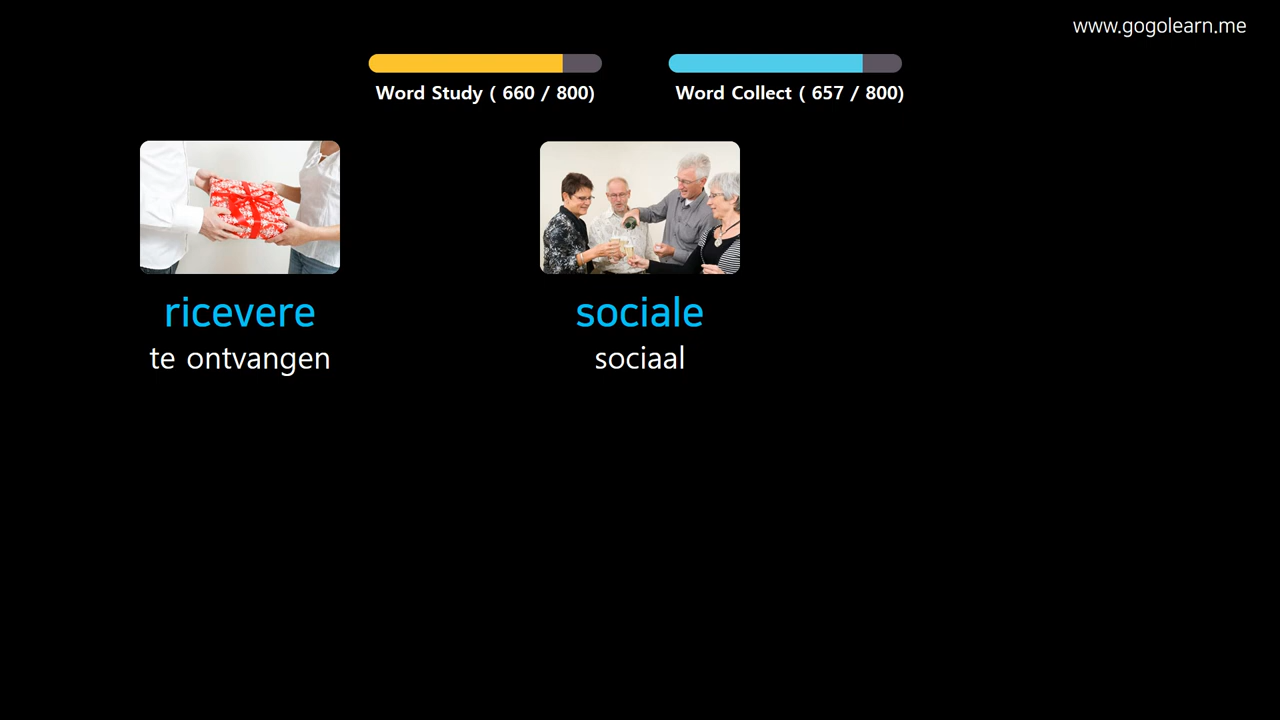 www.gogolearn.me
Word Study ( 660 / 800)
Word Collect ( 657 / 800)
ricevere
te ontvangen
sociale
sociaal